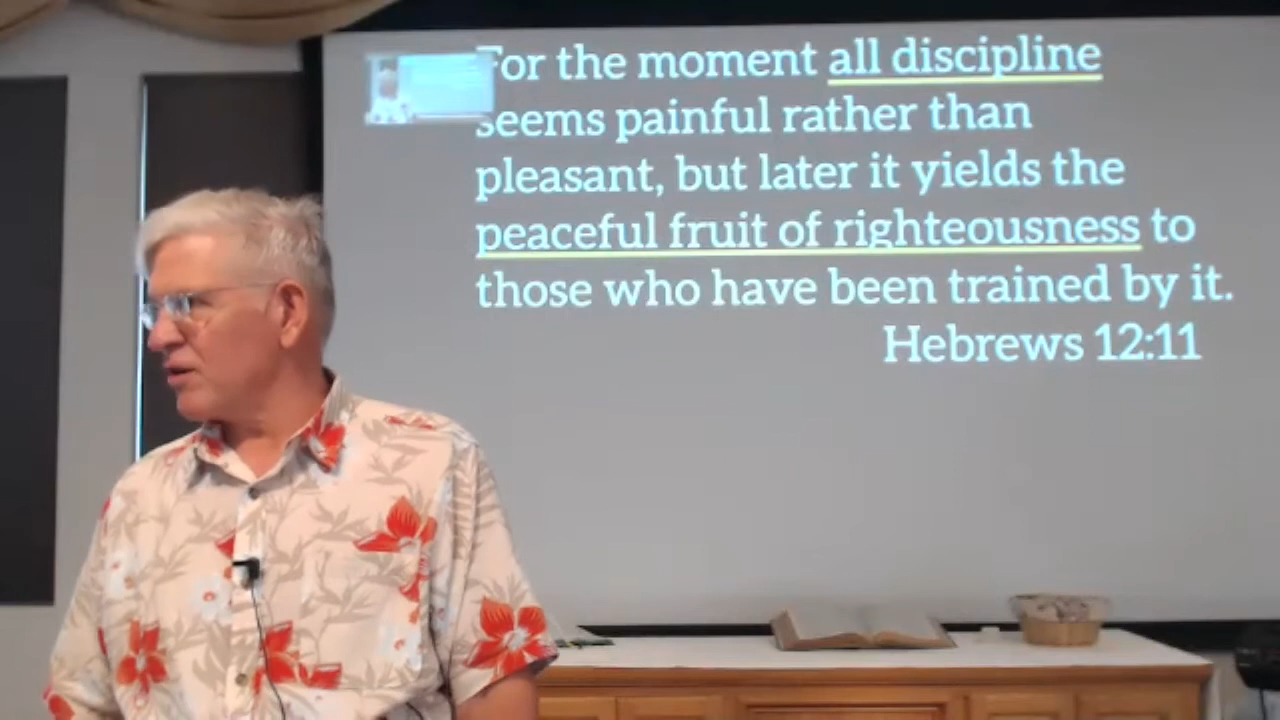 For the moment all discipline
seems painful rather than
pleasant, but later it yields the
peaceful fruit of righteousness to
those who have been trained by it.
Hebrews 12:11